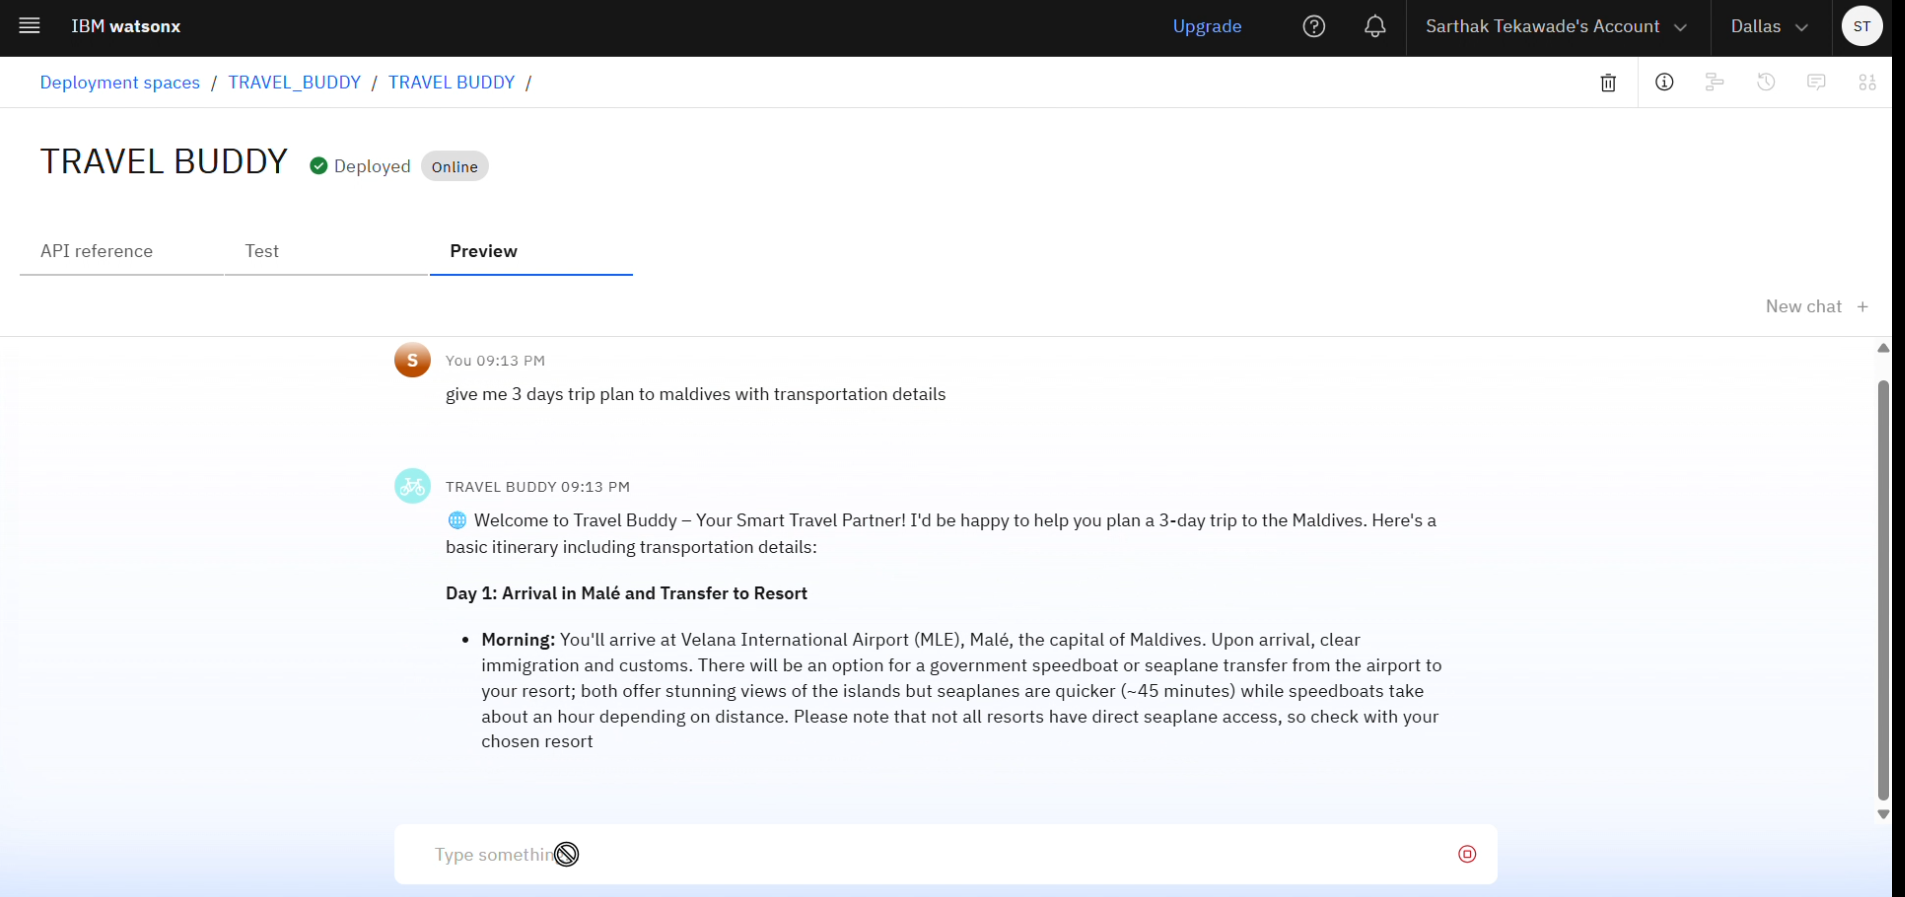 IBM watsonx
Upgrade
Sarthak Tekawade's Account
Dallas
ST
Deployment spaces / TRAVEL_BUDDY / TRAVEL BUDDY /
TRAVEL BUDDY
Deployed
Online
API reference
Test
Preview
New chat +
S
You 09:13 PM
give me 3 days trip plan to maldives with transportation details
TRAVEL BUDDY 09:13 PM
🌐 Welcome to Travel Buddy – Your Smart Travel Partner! I'd be happy to help you plan a 3-day trip to the Maldives. Here's a
basic itinerary including transportation details:
Day 1: Arrival in Malé and Transfer to Resort
• Morning: You'll arrive at Velana International Airport (MLE), Malé, the capital of Maldives. Upon arrival, clear
immigration and customs. There will be an option for a government speedboat or seaplane transfer from the airport to
your resort; both offer stunning views of the islands but seaplanes are quicker (~45 minutes) while speedboats take
about an hour depending on distance. Please note that not all resorts have direct seaplane access, so check with your
chosen resort
Type somethin